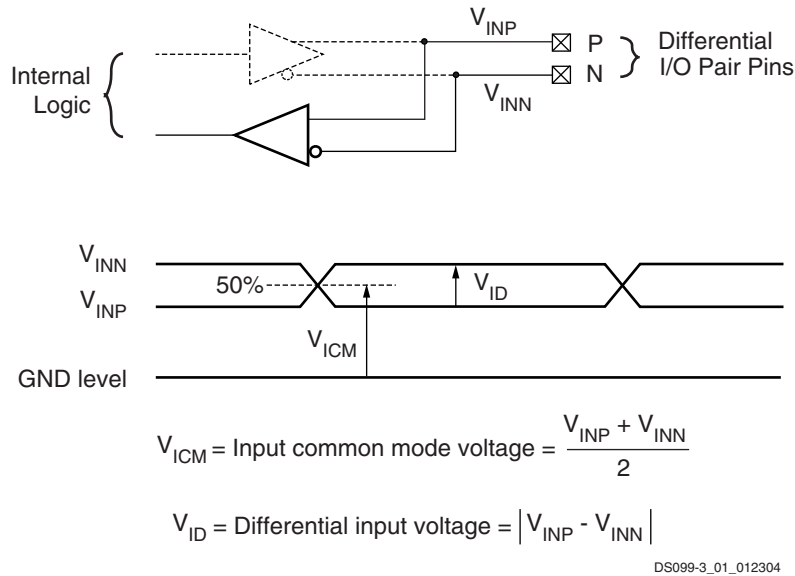 V_INP
P
N
Differential
I/O Pair Pins
Internal
Logic
V_INN
V_INN
50%
V_ID
V_INP
V_ICM
GND level
V_ICM = Input common mode voltage = V_INP + V_INN / 2
V_ID = Differential input voltage = |V_INP - V_INN|
DS099-3_01_012304